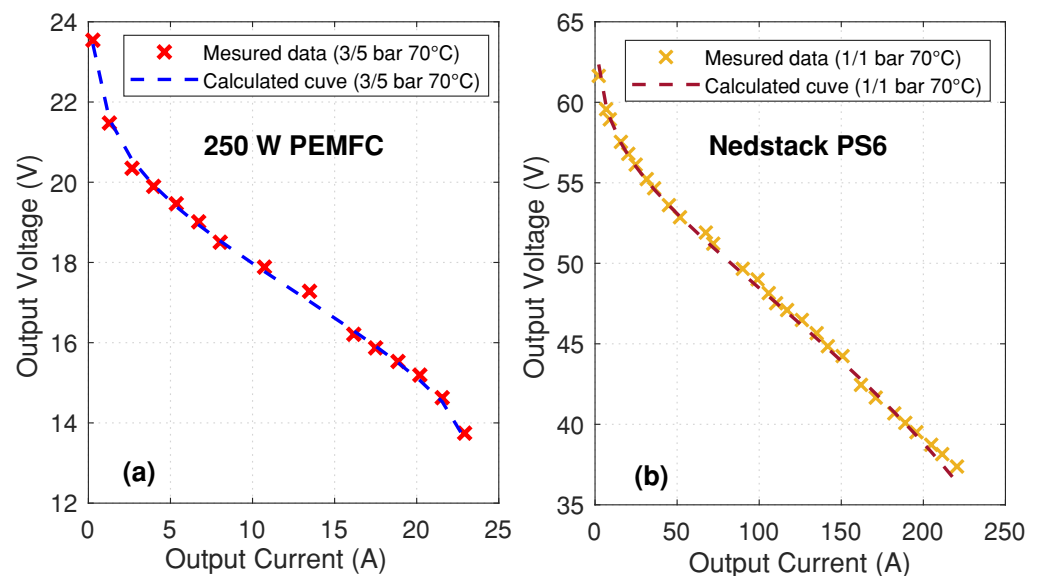 24
22
20
18
16
14
12
0
5
10
15
20
25
Output Voltage (V)
Output Current (A)
Mesured data (3/5 bar 70°C)
Calculated cuve (3/5 bar 70°C)
250 W PEMFC
(a)
65
60
55
50
45
40
35
0
50
100
150
200
250
Output Voltage (V)
Output Current (A)
Mesured data (1/1 bar 70°C)
Calculated cuve (1/1 bar 70°C)
Nedstack PS6
(b)